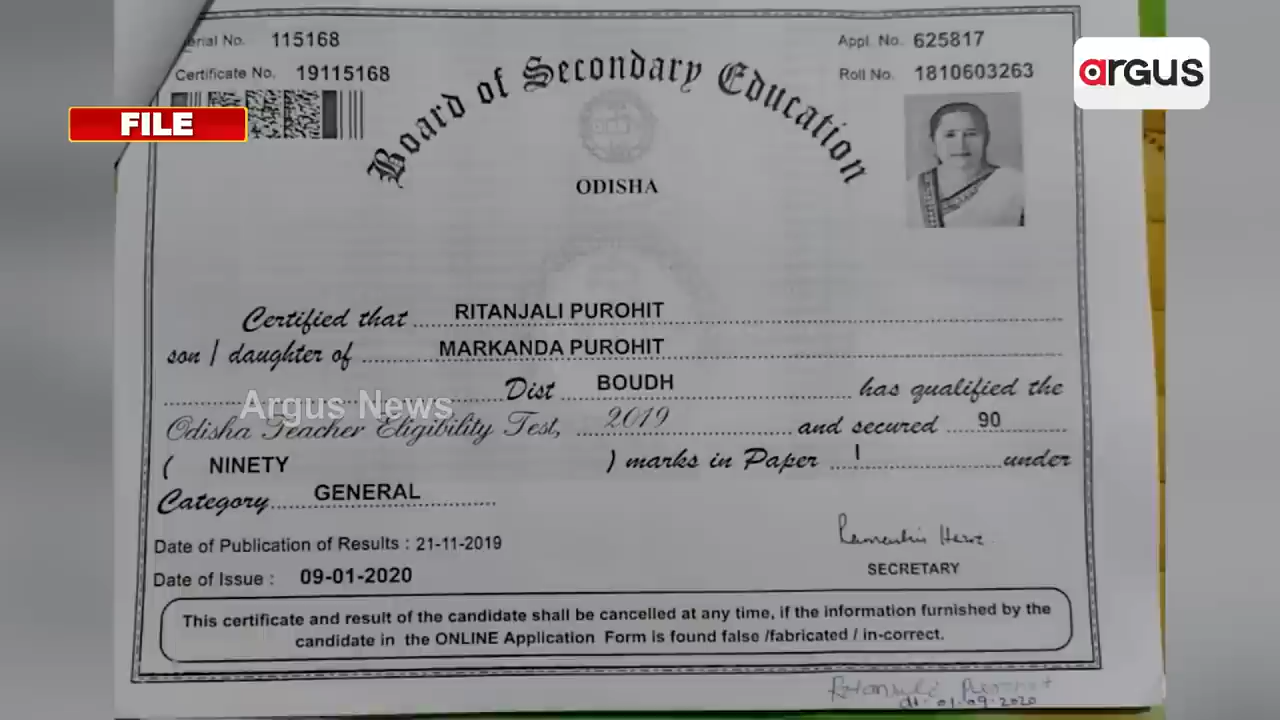 erial No. 115168
Appl. No. 625817
Certificate No. 19115168
Roll No. 1810603263
argus
FILE
Board of Secondary Education
ODISHA
Certified that RITANJALI PUROHIT
son / daughter of MARKANDA PUROHIT
Dist BOUDH has qualified the
Argus News
Odisha Teacher Eligibility Test, 2019 and secured 90
( NINETY ) marks in Paper I under
Category GENERAL
Date of Publication of Results : 21-11-2019
Date of Issue : 09-01-2020
SECRETARY
This certificate and result of the candidate shall be cancelled at any time, if the information furnished by the
candidate in the ONLINE Application Form is found false /fabricated / in-correct.
dt. 01.09.2020